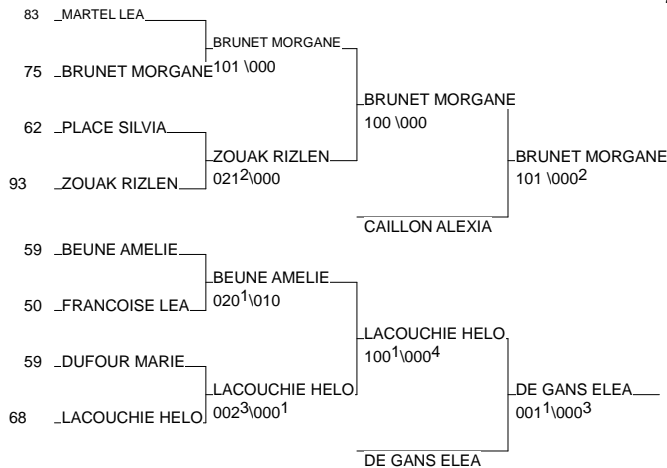 83 MARTEL LEA
BRUNET MORGANE
75 BRUNET MORGANE 101 \000
BRUNET MORGANE
100 \000
62 PLACE SILVIA
ZOUAK RIZLEN
BRUNET MORGANE
93 ZOUAK RIZLEN 021²\000
101 \000²
CAILLON ALEXIA
59 BEUNE AMELIE
BEUNE AMELIE
50 FRANCOISE LEA 020¹\010
LACOUCHIE HELO
100¹\000⁴
59 DUFOUR MARIE
LACOUCHIE HELO
DE GANS ELEA
68 LACOUCHIE HELO 002³\000¹
001¹\000³
DE GANS ELEA